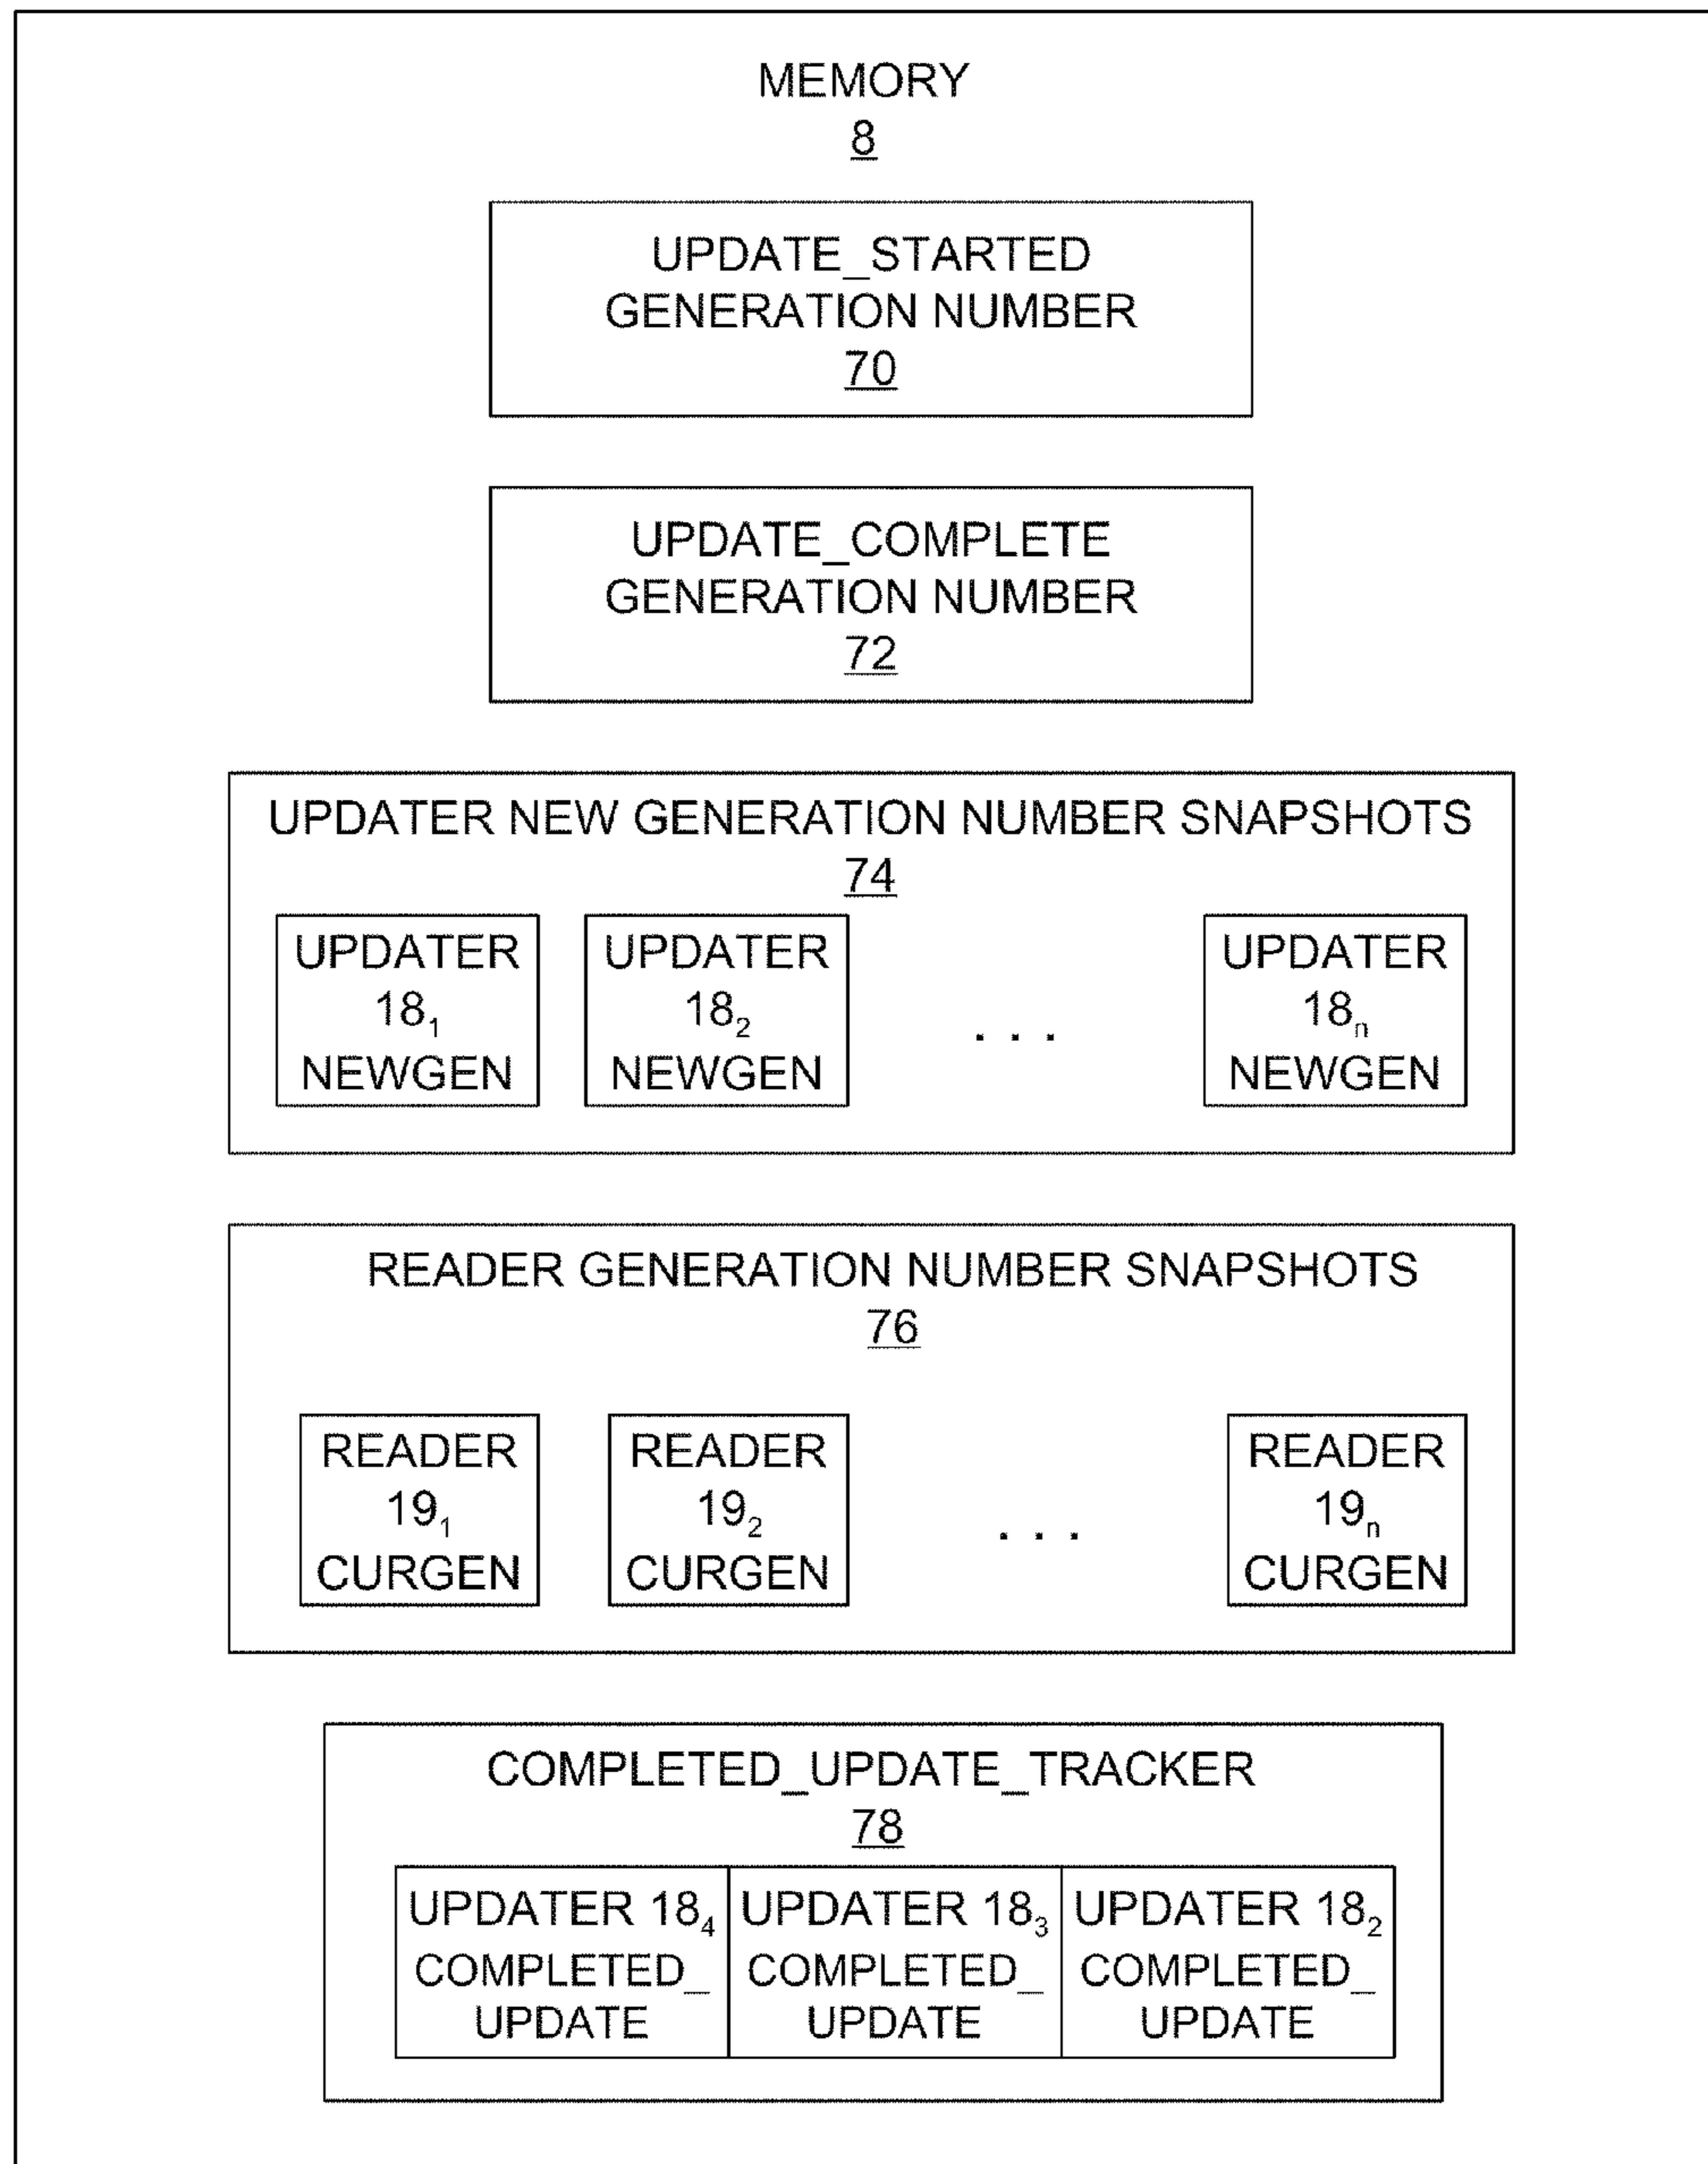 MEMORY
8
UPDATE_STARTED
GENERATION NUMBER
70
UPDATE_COMPLETE
GENERATION NUMBER
72
UPDATER NEW GENERATION NUMBER SNAPSHOTS
74
UPDATER UPDATER UPDATER
18₁ 18₂ . . . 18ₙ
NEWGEN NEWGEN NEWGEN
READER GENERATION NUMBER SNAPSHOTS
76
READER READER READER
19₁ 19₂ . . . 19ₙ
CURGEN CURGEN CURGEN
COMPLETED_UPDATE_TRACKER
78
UPDATER 18₄ UPDATER 18₃ UPDATER 18₂
COMPLETED_ COMPLETED_ COMPLETED_
UPDATE UPDATE UPDATE